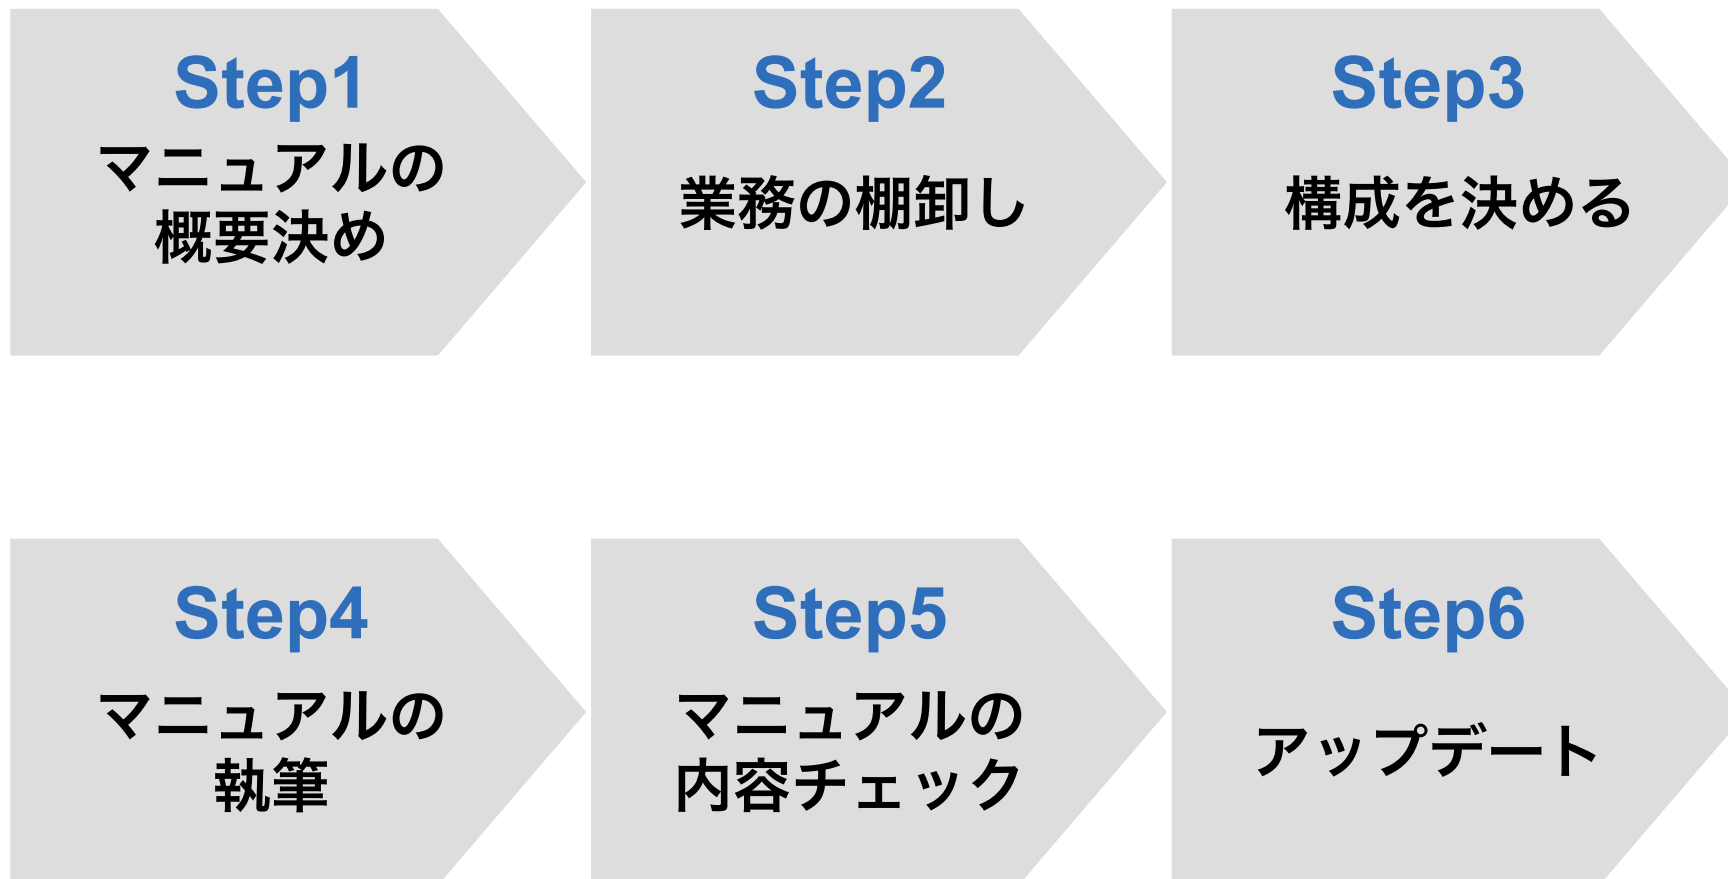 Step1
マニュアルの
概要決め
Step2
業務の棚卸し
Step3
構成を決める
Step4
マニュアルの
執筆
Step5
マニュアルの
内容チェック
Step6
アップデート